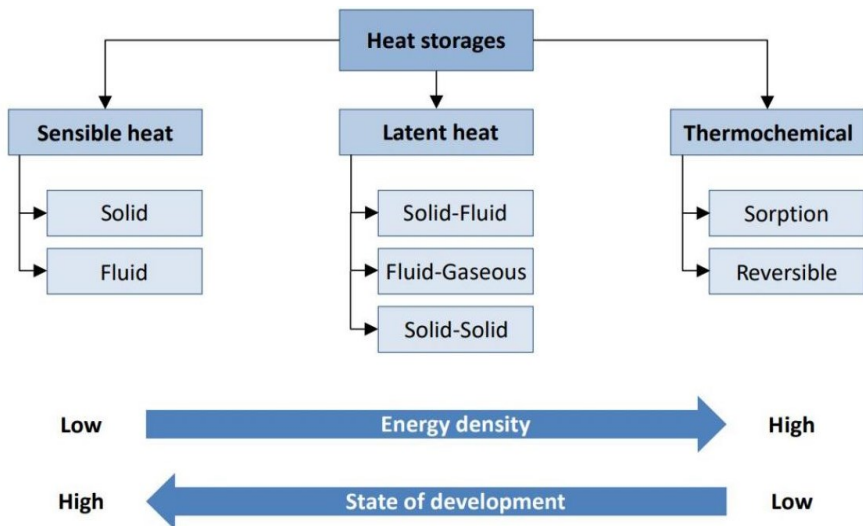 Heat storages
Sensible heat
Latent heat
Thermochemical
Solid
Solid-Fluid
Sorption
Fluid
Fluid-Gaseous
Reversible
Solid-Solid
Low
Energy density
High
High
State of development
Low